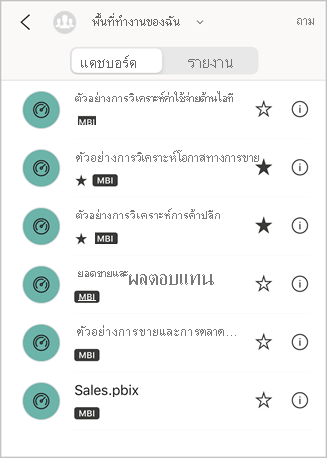 พื้นที่ทำงานของฉัน
ถาม
แดชบอร์ด
รายงาน
ตัวอย่างการวิเคราะห์ค่าใช้จ่ายด้านไอที
MBI
ตัวอย่างการวิเคราะห์โอกาสทางการขาย
MBI
ตัวอย่างการวิเคราะห์การค้าปลีก
MBI
ยอดขายและผลตอบแทน
MBI
ตัวอย่างการขายและการตลาด...
MBI
Sales.pbix
MBI